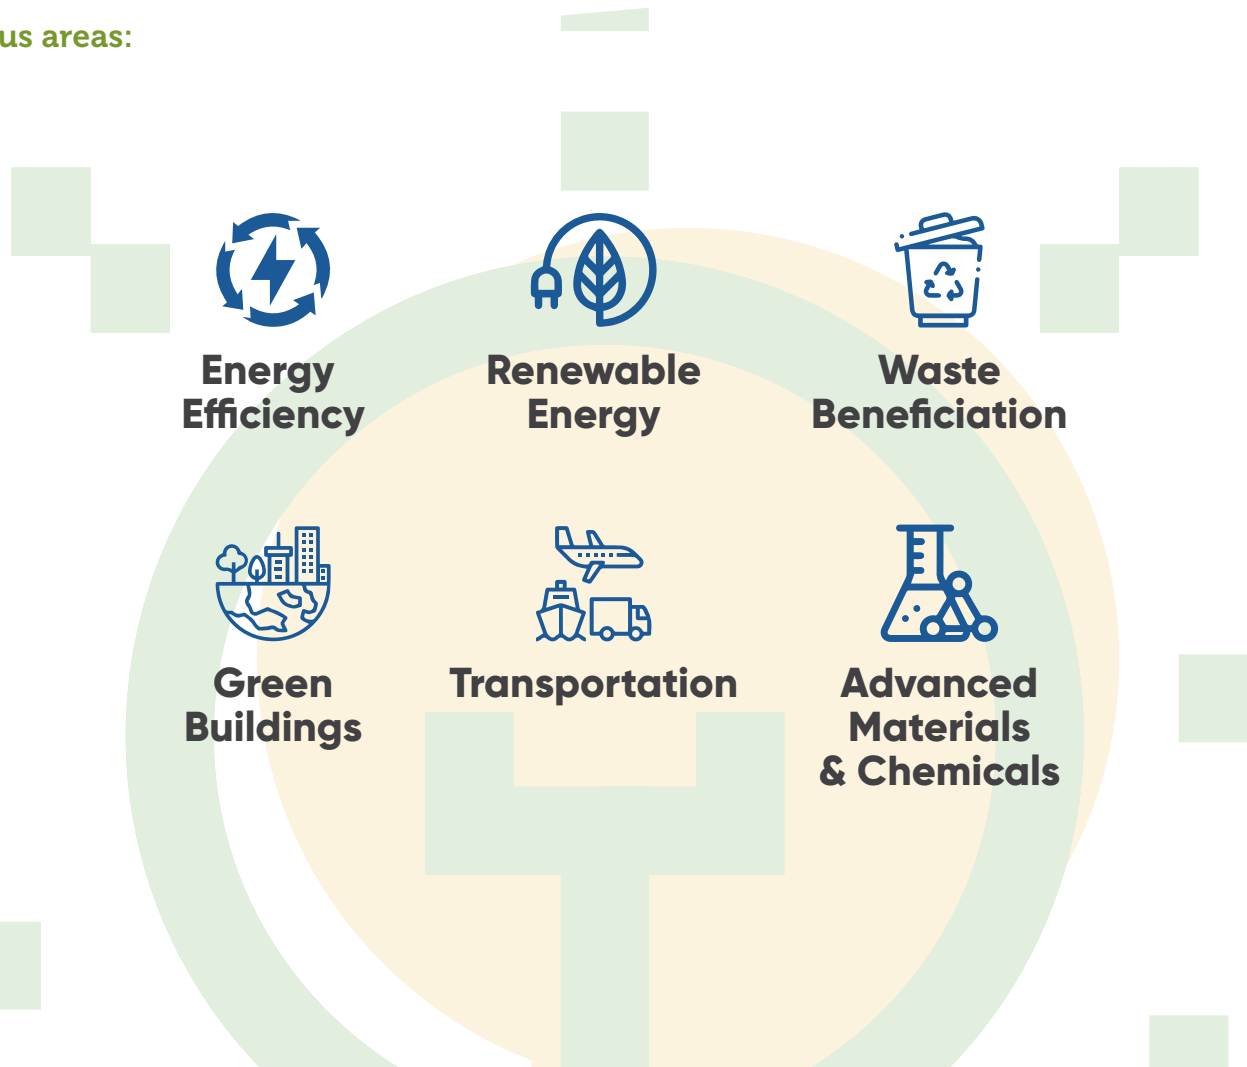 us areas:
Energy
Efficiency
Renewable
Energy
Waste
Beneficiation
Green
Buildings
Transportation
Advanced
Materials
& Chemicals